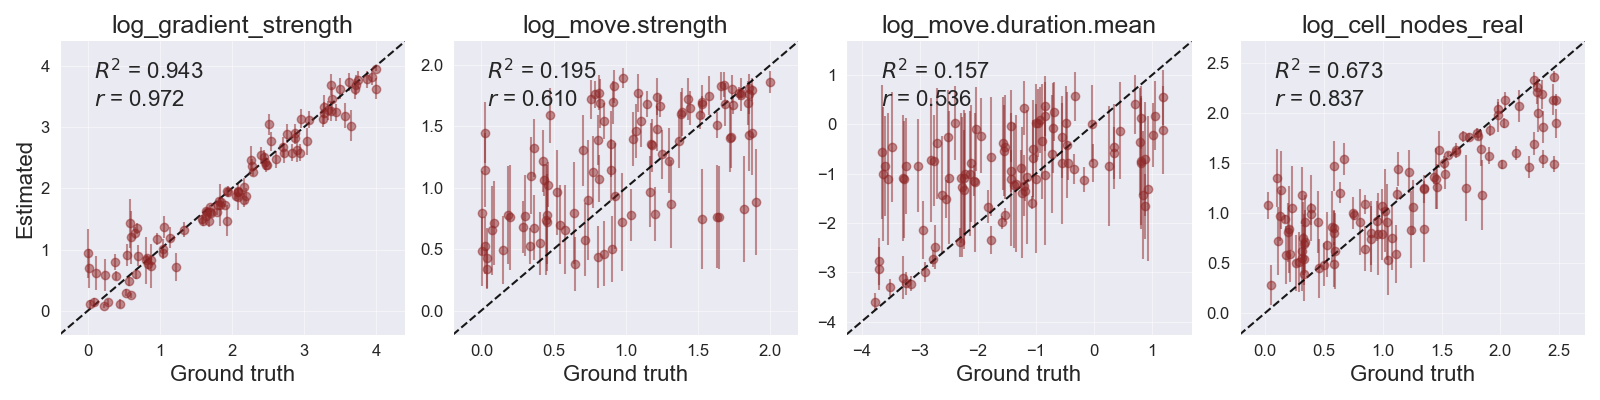 log_gradient_strength
R² = 0.943
r = 0.972
4
3
2
1
0
Estimated
0 1 2 3 4
Ground truth
log_move.strength
R² = 0.195
r = 0.610
2.0
1.5
1.0
0.5
0.0
0.0 0.5 1.0 1.5 2.0
Ground truth
log_move.duration.mean
R² = 0.157
r = 0.536
1
0
−1
−2
−3
−4
−4 −3 −2 −1 0 1
Ground truth
log_cell_nodes_real
R² = 0.673
r = 0.837
2.5
2.0
1.5
1.0
0.5
0.0
0.0 0.5 1.0 1.5 2.0 2.5
Ground truth